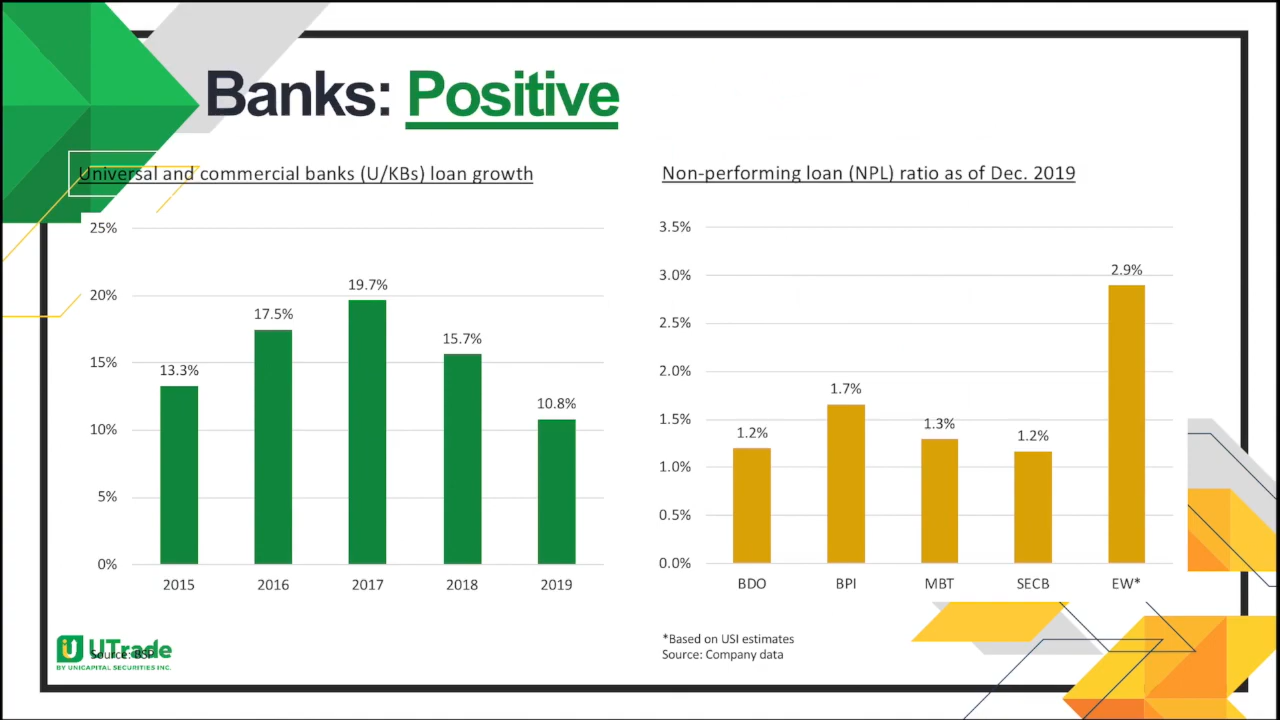 Banks: Positive
Universal and commercial banks (U/KBs) loan growth
25%
20%
15%
10%
5%
0%
13.3%
17.5%
19.7%
15.7%
10.8%
2015
2016
2017
2018
2019
Source: BSP
UTrade
BY UNICAPITAL SECURITIES INC.
Non-performing loan (NPL) ratio as of Dec. 2019
3.5%
3.0%
2.5%
2.0%
1.5%
1.0%
0.5%
0.0%
1.2%
1.7%
1.3%
1.2%
2.9%
BDO
BPI
MBT
SECB
EW*
*Based on USI estimates
Source: Company data